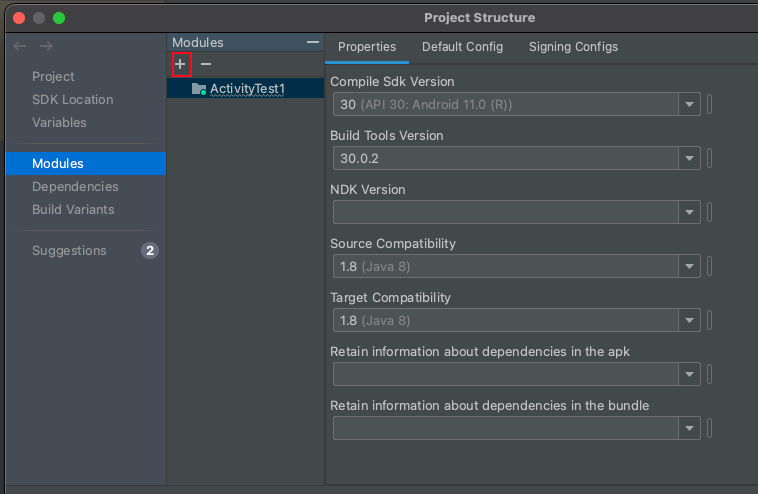 Project Structure
Project
SDK Location
Variables
Modules
Dependencies
Build Variants
Suggestions 2
Modules
ActivityTest1
Properties Default Config Signing Configs
Compile Sdk Version
30 (API 30: Android 11.0 (R))
Build Tools Version
30.0.2
NDK Version
Source Compatibility
1.8 (Java 8)
Target Compatibility
1.8 (Java 8)
Retain information about dependencies in the apk
Retain information about dependencies in the bundle